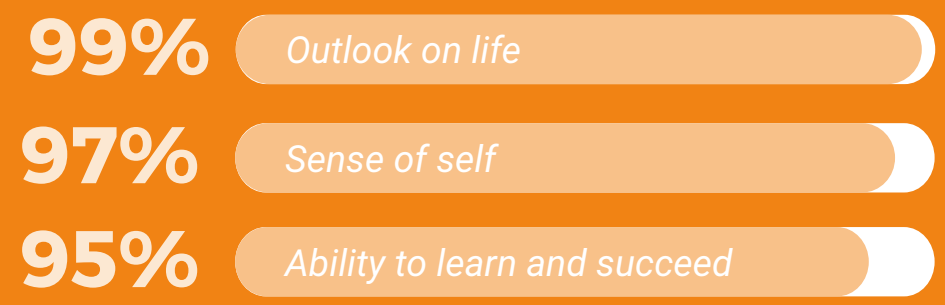 99% Outlook on life
97% Sense of self
95% Ability to learn and succeed